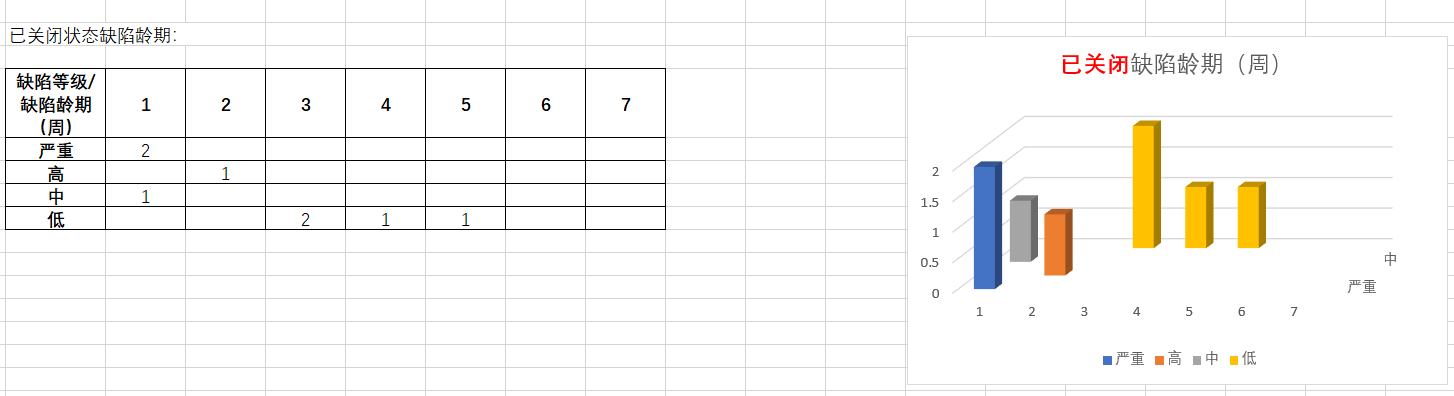 已关闭状态缺陷龄期：
缺陷等级/
缺陷龄期
（周） 1 2 3 4 5 6 7
严重 2
高 1
中 1
低 2 1 1
已关闭缺陷龄期（周）
2
1.5
1
0.5
0
中
严重
1 2 3 4 5 6 7
严重 高 中 低